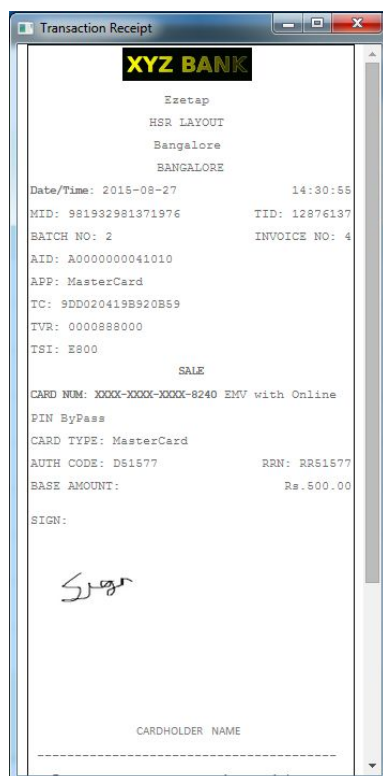 Transaction Receipt
XYZ BANK
Ezetap
HSR LAYOUT
Bangalore
BANGALORE
Date/Time: 2015-08-27 14:30:55
MID: 981932981371976 TID: 12876137
BATCH NO: 2 INVOICE NO: 4
AID: A0000000041010
APP: MasterCard
TC: 9DD020419B920B59
TVR: 0000888000
TSI: E800
SALE
CARD NUM: XXXX-XXXX-XXXX-8240 EMV with Online
PIN ByPass
CARD TYPE: MasterCard
AUTH CODE: D51577 RRN: RR51577
BASE AMOUNT: Rs.500.00
SIGN:
Sign
CARDHOLDER NAME